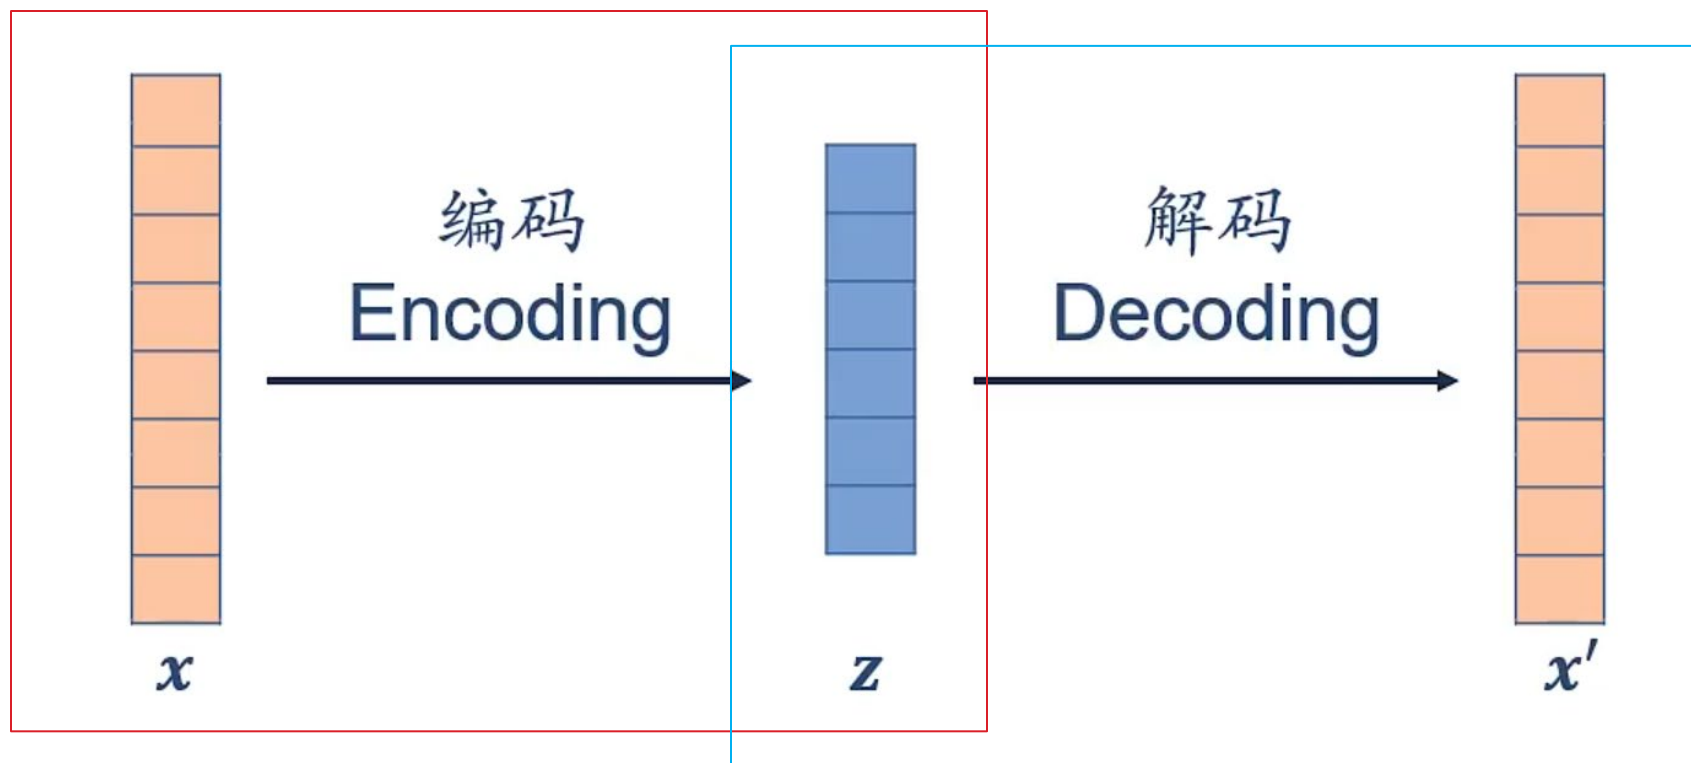 编码
Encoding
解码
Decoding
x
z
x′